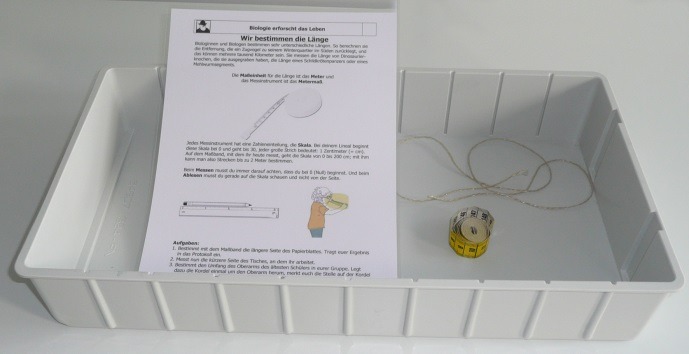 Biologie erforscht das Leben
Wir bestimmen die Länge
Biologinnen und Biologen bestimmen sehr unterschiedliche Längen. So berechnen sie
die Entfernung, die ein Zugvogel zu seinem Winterquartier im Süden zurücklegt, und
das können mehrere tausend Kilometer sein. Sie messen die Länge von Dinosaurier-
knochen, die sie ausgegraben haben, die Länge eines Schildkrötenpanzers oder eines
Mehlwurmsegments.
Die Maßeinheit für die Länge ist das Meter und
das Messinstrument ist das Metermaß.
Jedes Messinstrument hat eine Zahleneinteilung, die Skala. Bei deinem Lineal beginnt
diese Skala bei 0 und geht bis 30, jeder große Strich bedeutet: 1 Zentimeter (= cm).
Auf dem Maßband, mit dem ihr heute messt, geht die Skala von 0 bis 200 cm; mit ihm
kann man also Strecken bis zu 2 Meter bestimmen.
Beim Messen musst du immer darauf achten, dass du bei 0 (Null) beginnst. Und beim
Ablesen musst du gerade auf die Skala schauen und nicht von der Seite.
Aufgaben:
1. Bestimmt mit dem Maßband die längere Seite des Papierblattes. Tragt euer Ergebnis
in das Protokoll ein.
2. Messt nun die kürzere Seite des Tisches, an dem ihr arbeitet.
3. Bestimmt den Umfang des Oberarms des ältesten Schülers in eurer Gruppe. Legt
dazu die Kordel einmal um den Oberarm herum, merkt euch die Stelle auf der Kordel